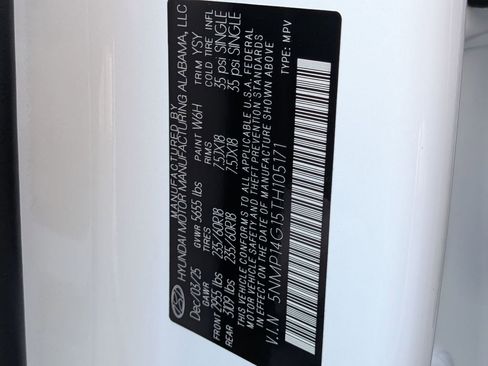 MANUFACTURED BY
HYUNDAI MOTOR MANUFACTURING ALABAMA, LLC
Dec/03/25 PAINT W6H TRIM YSY
GVWR 5655 lbs
GAWR TIRES RIMS COLD TIRE INFL
FRONT 2955 lbs 235/60R18 7.5JX18 35 psi SINGLE
REAR 3109 lbs 235/60R18 7.5JX18 35 psi SINGLE
THIS VEHICLE CONFORMS TO ALL APPLICABLE U.S.A. FEDERAL
MOTOR VEHICLE SAFETY AND THEFT PREVENTION STANDARDS
IN EFFECT ON THE DATE OF MANUFACTURE SHOWN ABOVE
V.I.N 5NMP14G15TH105171 TYPE: MPV